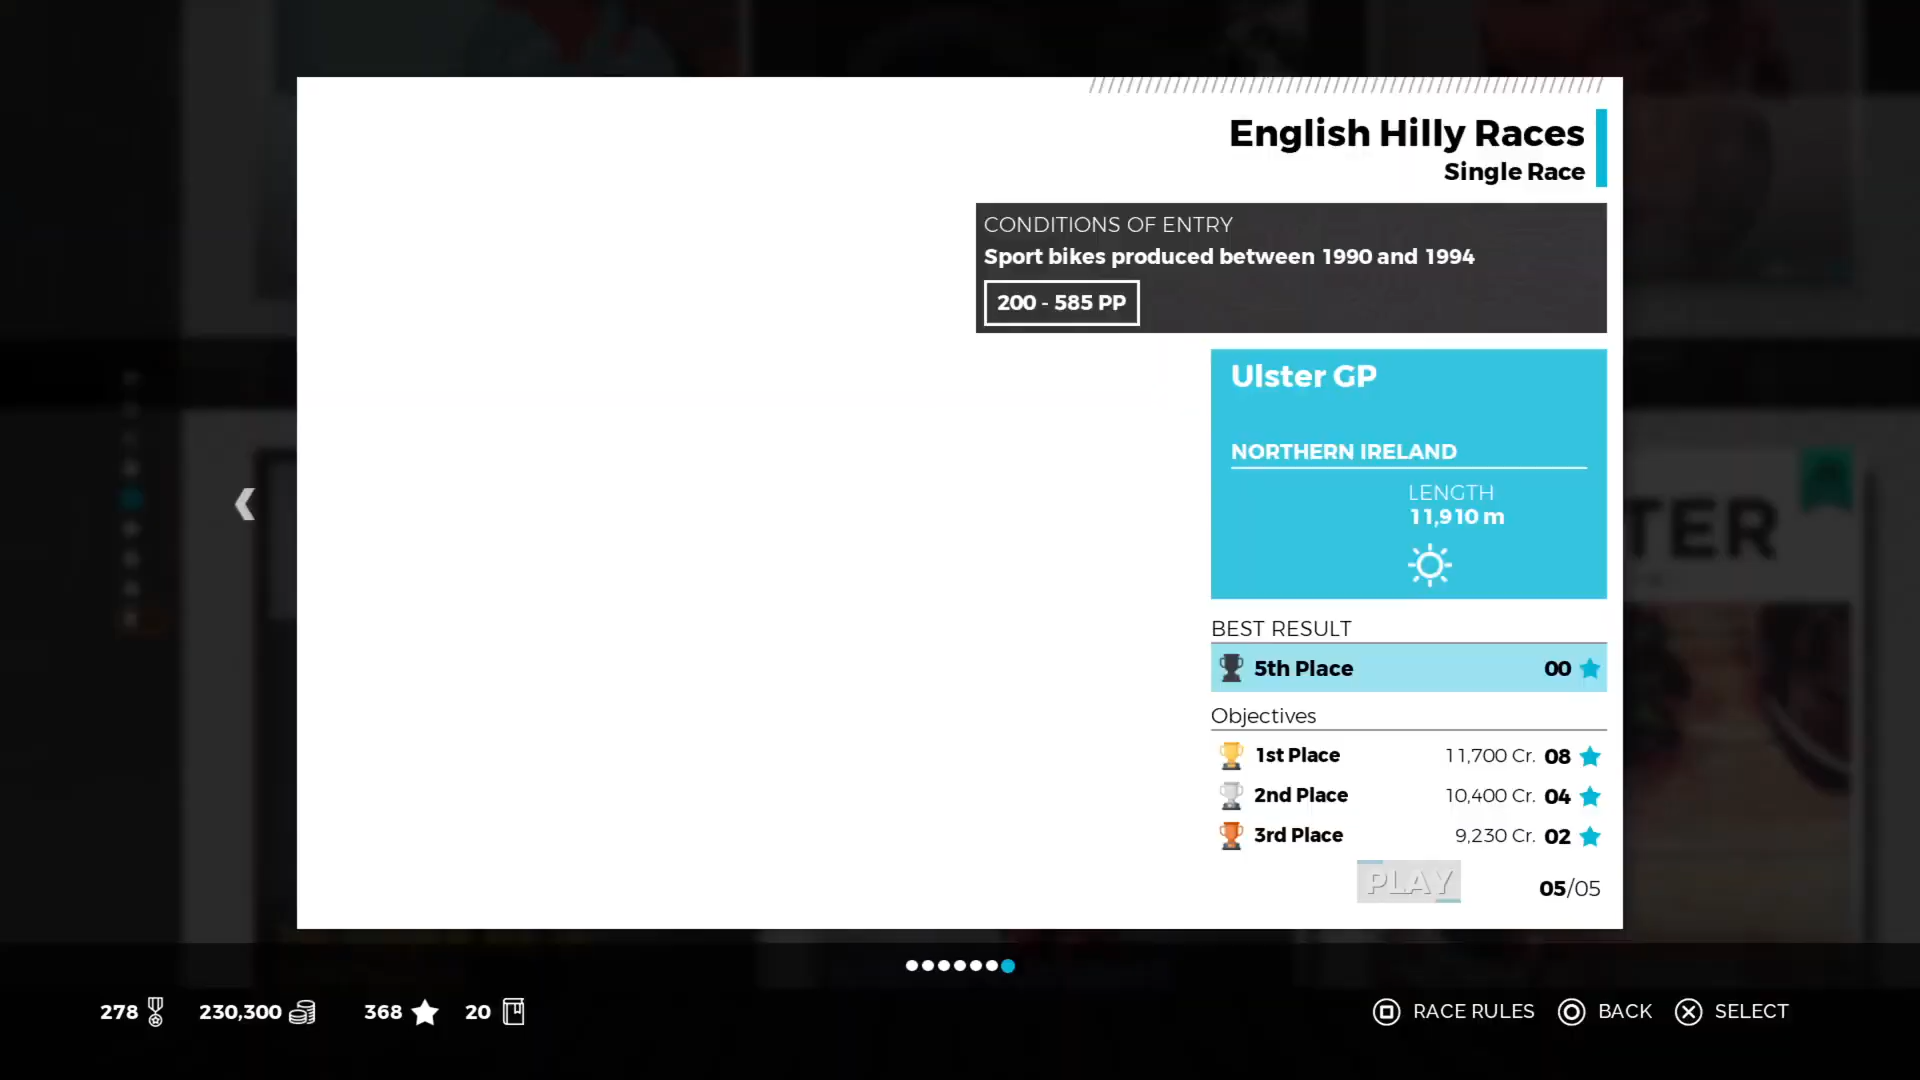 English Hilly Races
Single Race
CONDITIONS OF ENTRY
Sport bikes produced between 1990 and 1994
200 - 585 PP
Ulster GP
NORTHERN IRELAND
LENGTH
11,910 m
TER
BEST RESULT
5th Place 00
Objectives
1st Place 11,700 Cr. 08
2nd Place 10,400 Cr. 04
3rd Place 9,230 Cr. 02
PLAY 05/05
278 230,300 368 20 RACE RULES BACK SELECT